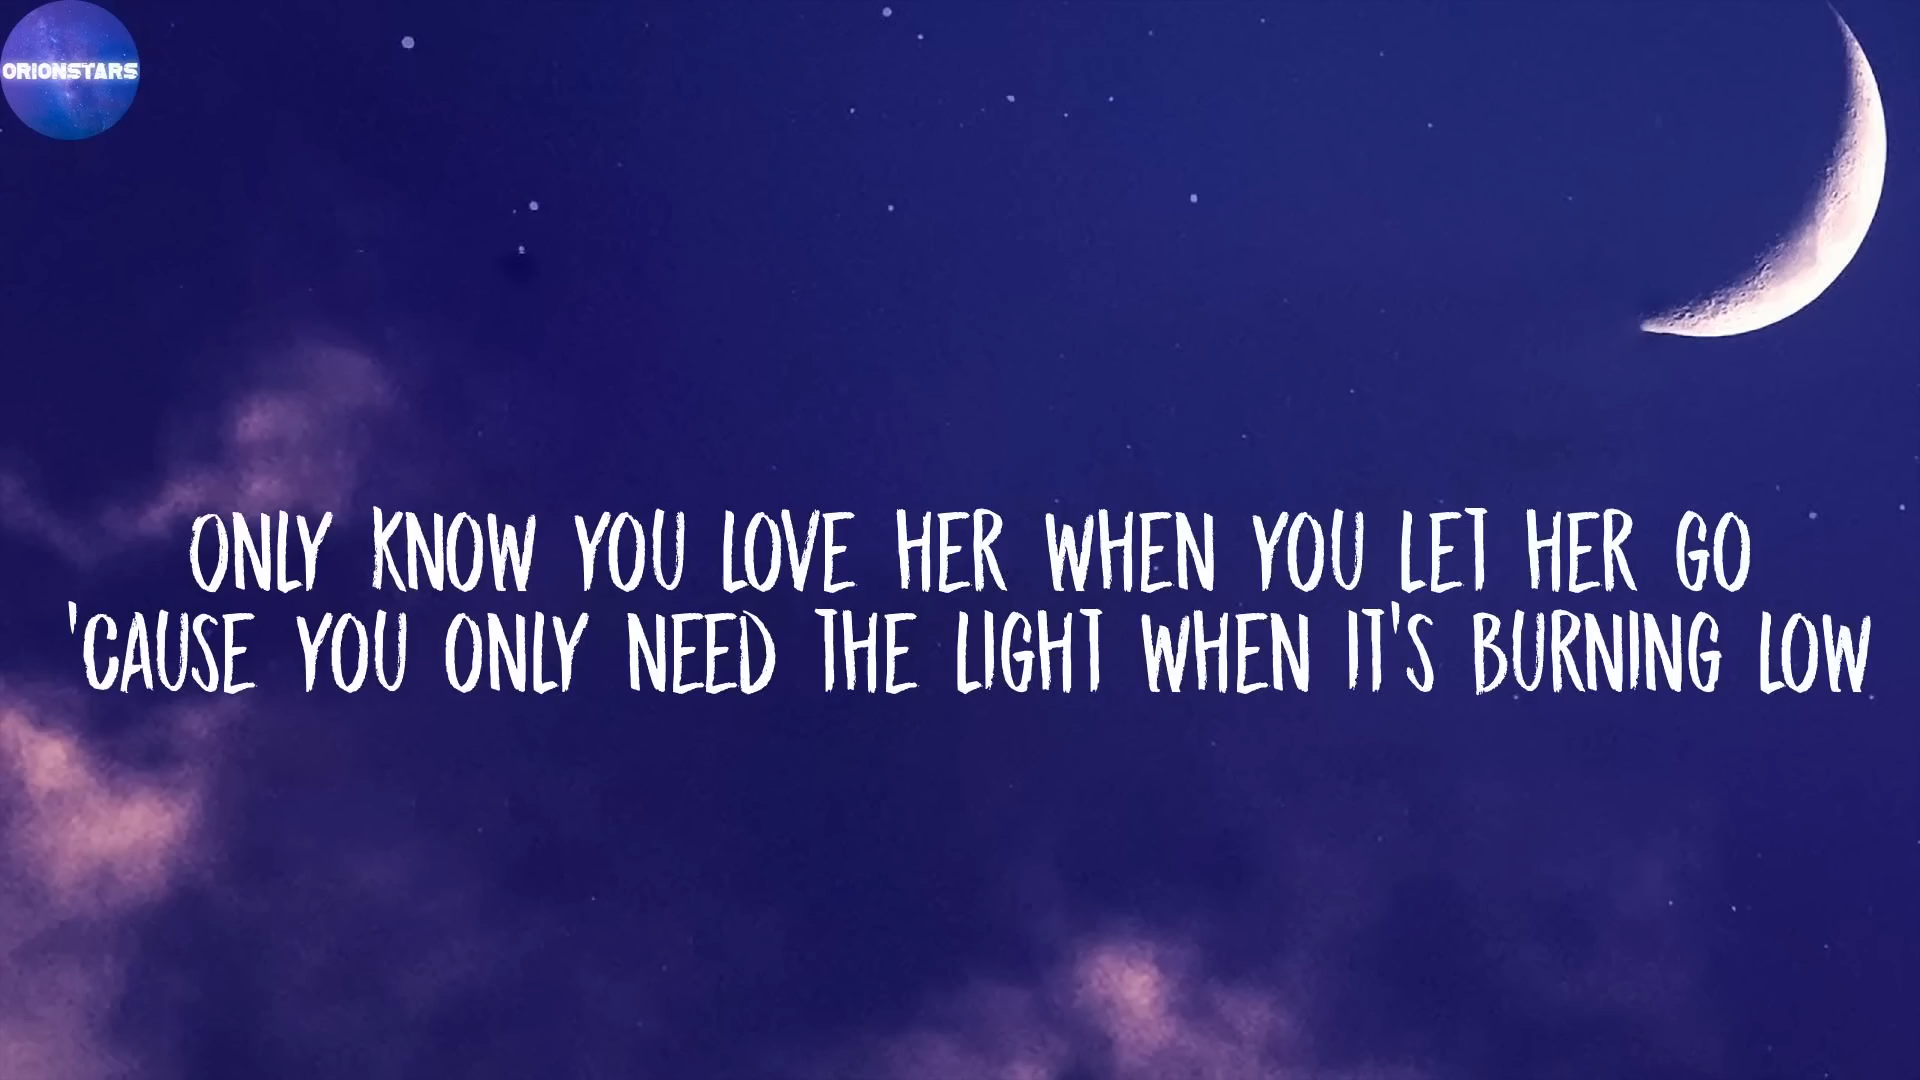 ORIONSTARS
ONLY KNOW YOU LOVE HER WHEN YOU LET HER GO
'CAUSE YOU ONLY NEED THE LIGHT WHEN IT'S BURNING LOW